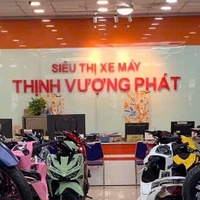 SIÊU THỊ XE MÁY
THỊNH VƯỢNG PHÁT